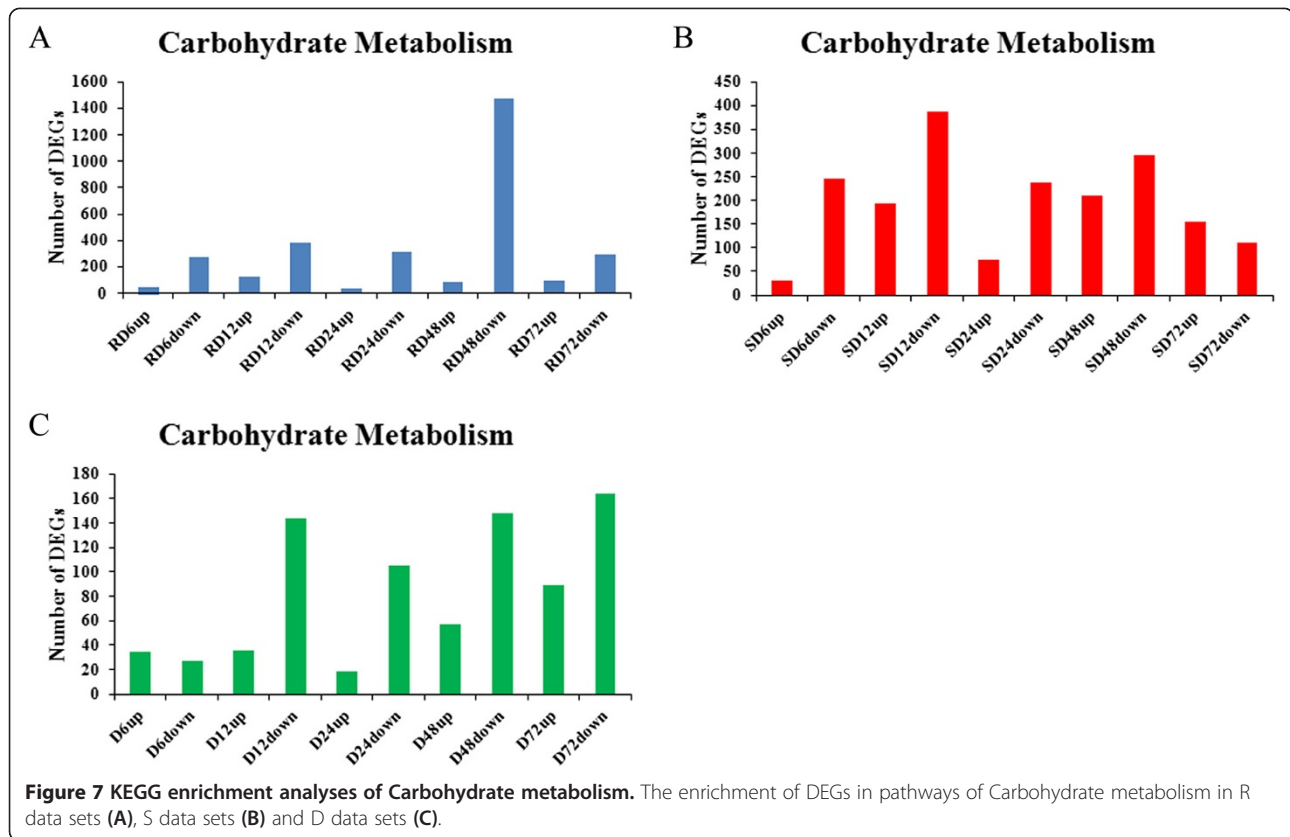 A
Carbohydrate Metabolism
Number of DEGs
1600
1400
1200
1000
800
600
400
200
0
RD6up
RD6down
RD12up
RD12down
RD24up
RD24down
RD48up
RD48down
RD72up
RD72down
B
Carbohydrate Metabolism
Number of DEGs
450
400
350
300
250
200
150
100
50
0
SD6up
SD6down
SD12up
SD12down
SD24up
SD24down
SD48up
SD48down
SD72up
SD72down
C
Carbohydrate Metabolism
Number of DEGs
180
160
140
120
100
80
60
40
20
0
D6up
D6down
D12up
D12down
D24up
D24down
D48up
D48down
D72up
D72down
Figure 7 KEGG enrichment analyses of Carbohydrate metabolism. The enrichment of DEGs in pathways of Carbohydrate metabolism in R
data sets (A), S data sets (B) and D data sets (C).